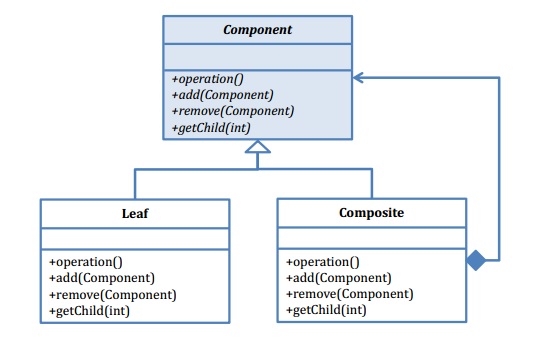 Component
+operation()
+add(Component)
+remove(Component)
+getChild(int)
Leaf
+operation()
+add(Component)
+remove(Component)
+getChild(int)
Composite
+operation()
+add(Component)
+remove(Component)
+getChild(int)